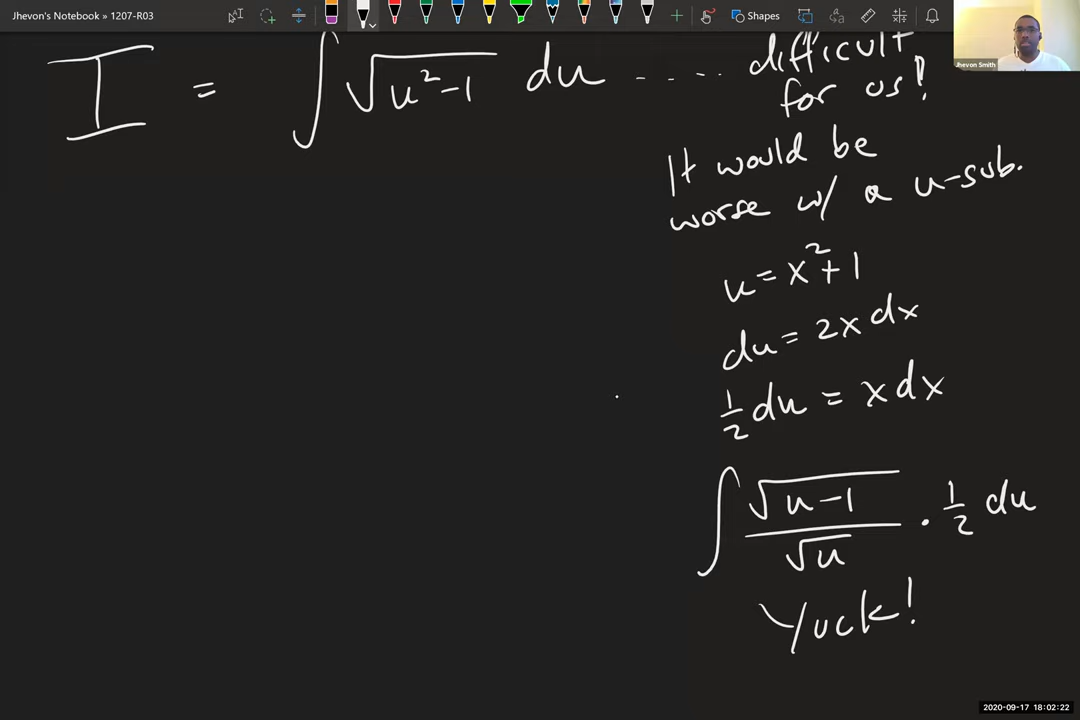 Jhevon's Notebook » 1207-R03
Shapes
Jhevon Smith
I = ∫ √(u²-1) du .... difficult
for us!
It would be
worse w/ a u-sub.
u = x² + 1
du = 2x dx
½ du = x dx
∫ √(u-1) / √u · ½ du
Yuck!
2020-09-17 18:02:22